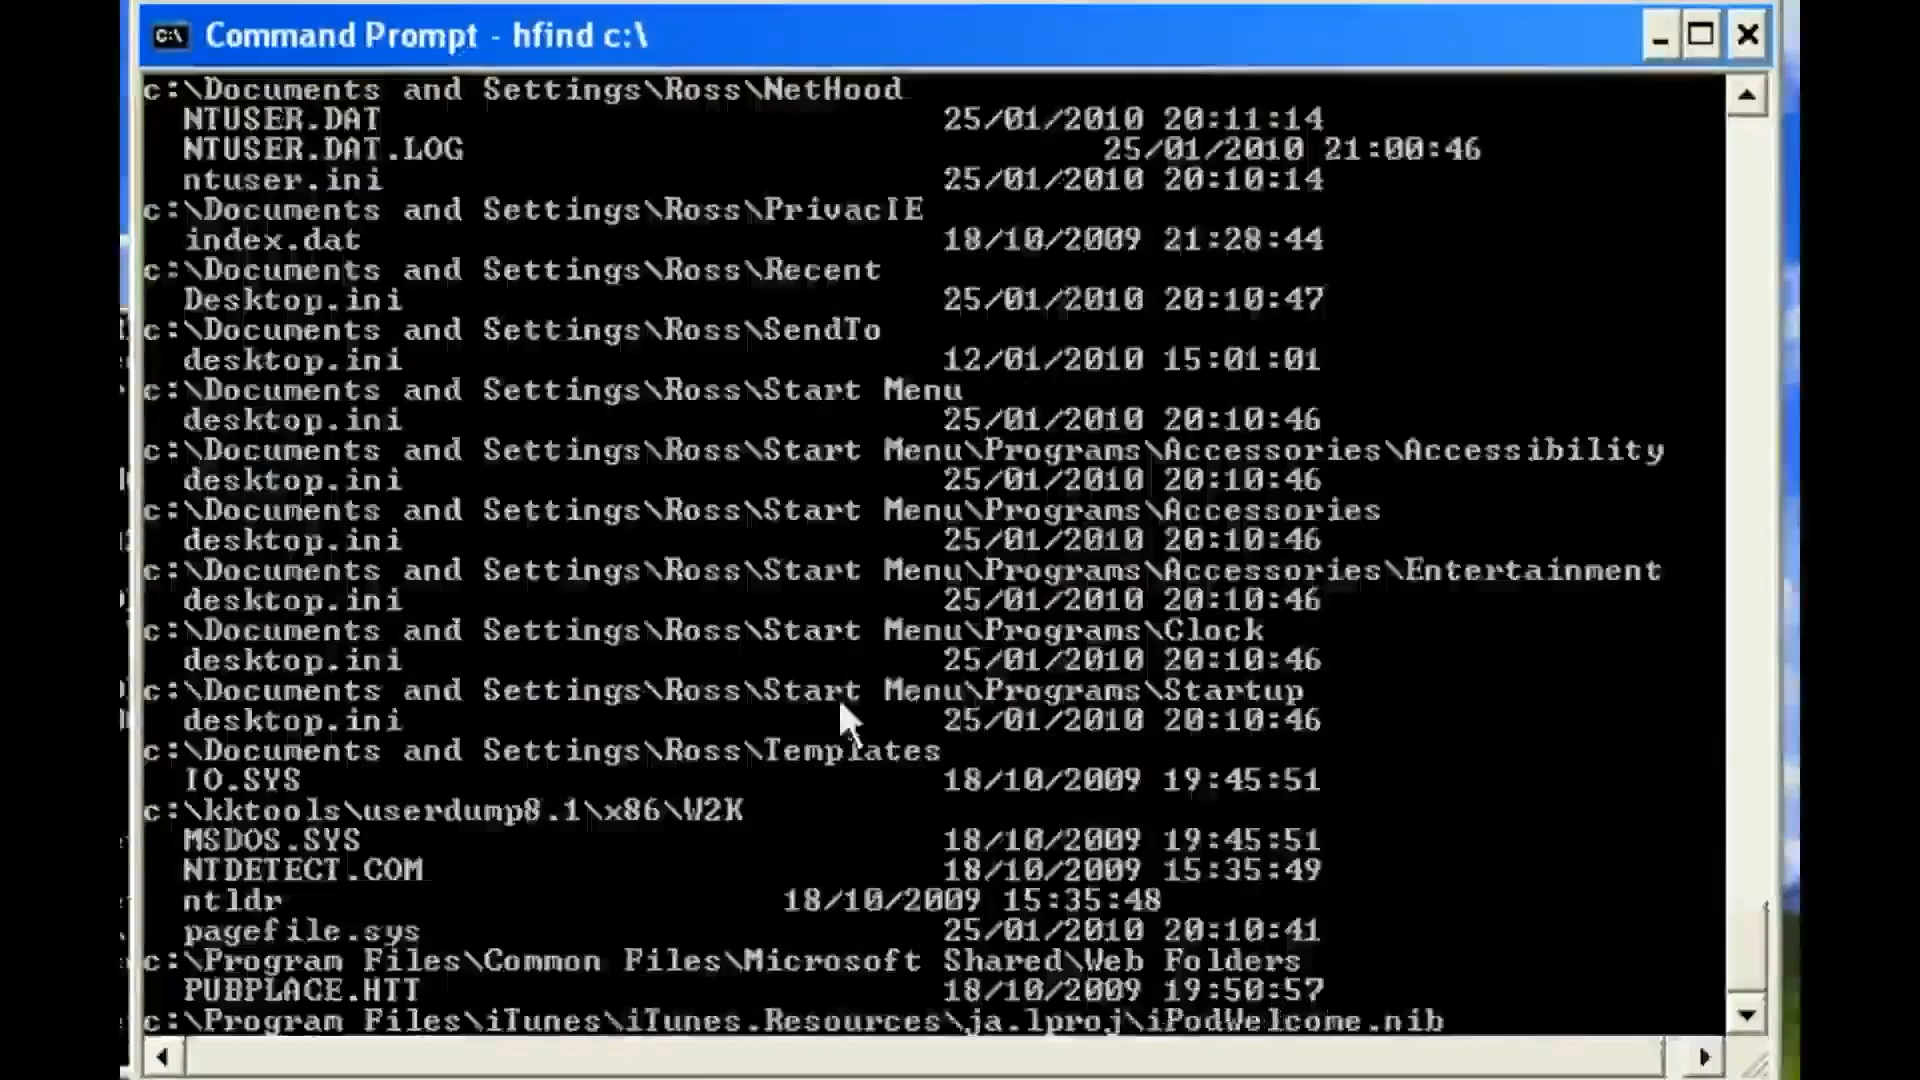 Command Prompt - hfind c:\
c:\Documents and Settings\Ross\NetHood
NTUSER.DAT 25/01/2010 20:11:14
NTUSER.DAT.LOG 25/01/2010 21:00:46
ntuser.ini 25/01/2010 20:10:14
c:\Documents and Settings\Ross\PrivacIE
index.dat 18/10/2009 21:28:44
c:\Documents and Settings\Ross\Recent
Desktop.ini 25/01/2010 20:10:47
c:\Documents and Settings\Ross\SendTo
desktop.ini 12/01/2010 15:01:01
c:\Documents and Settings\Ross\Start Menu
desktop.ini 25/01/2010 20:10:46
c:\Documents and Settings\Ross\Start Menu\Programs\Accessories\Accessibility
desktop.ini 25/01/2010 20:10:46
c:\Documents and Settings\Ross\Start Menu\Programs\Accessories
desktop.ini 25/01/2010 20:10:46
c:\Documents and Settings\Ross\Start Menu\Programs\Accessories\Entertainment
desktop.ini 25/01/2010 20:10:46
c:\Documents and Settings\Ross\Start Menu\Programs\Clock
desktop.ini 25/01/2010 20:10:46
c:\Documents and Settings\Ross\Start Menu\Programs\Startup
desktop.ini 25/01/2010 20:10:46
c:\Documents and Settings\Ross\Templates
IO.SYS 18/10/2009 19:45:51
c:\kktools\userdump8.1\x86\W2K
MSDOS.SYS 18/10/2009 19:45:51
NTDETECT.COM 18/10/2009 15:35:49
ntldr 18/10/2009 15:35:48
pagefile.sys 25/01/2010 20:10:41
c:\Program Files\Common Files\Microsoft Shared\Web Folders
PUBPLACE.HTT 18/10/2009 19:50:57
c:\Program Files\iTunes\iTunes.Resources\ja.lproj\iPodWelcome.nib